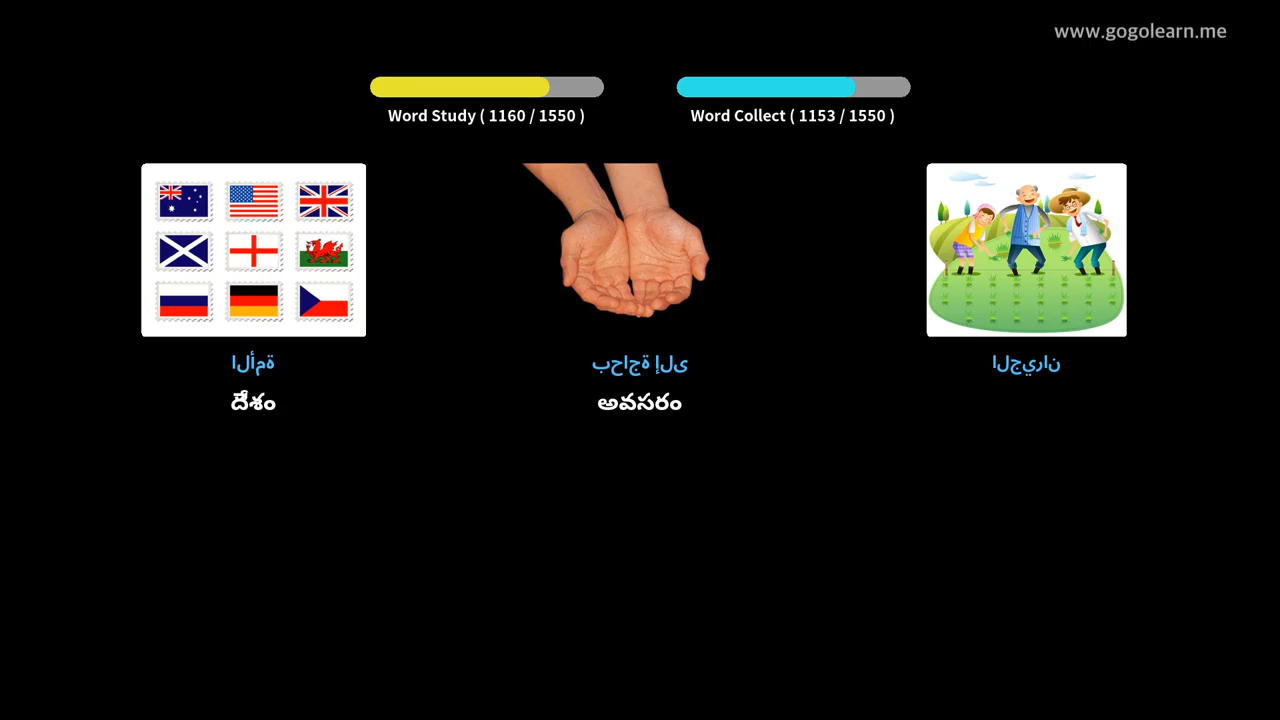 www.gogolearn.me
Word Study ( 1160 / 1550 )
Word Collect ( 1153 / 1550 )
الأمة
بحاجة إلى
الجيران
దేశం
అవసరం